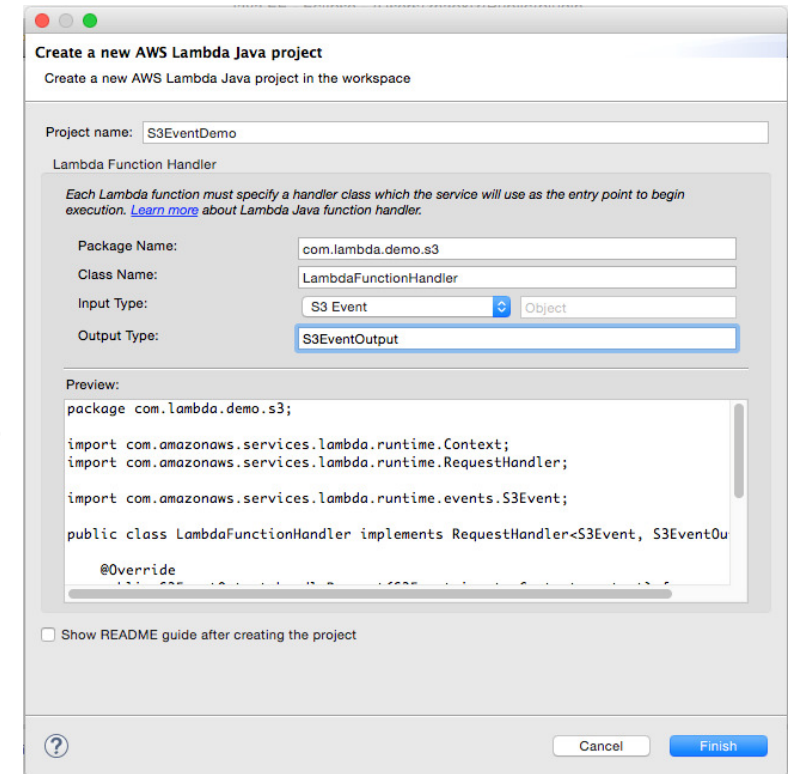 Create a new AWS Lambda Java project
Create a new AWS Lambda Java project in the workspace
Project name: S3EventDemo
Lambda Function Handler
Each Lambda function must specify a handler class which the service will use as the entry point to begin
execution. Learn more about Lambda Java function handler.
Package Name: com.lambda.demo.s3
Class Name: LambdaFunctionHandler
Input Type: S3 Event Object
Output Type: S3EventOutput
Preview:
package com.lambda.demo.s3;
import com.amazonaws.services.lambda.runtime.Context;
import com.amazonaws.services.lambda.runtime.RequestHandler;
import com.amazonaws.services.lambda.runtime.events.S3Event;
public class LambdaFunctionHandler implements RequestHandler<S3Event, S3EventOu
@Override
Show README guide after creating the project
?
Cancel Finish